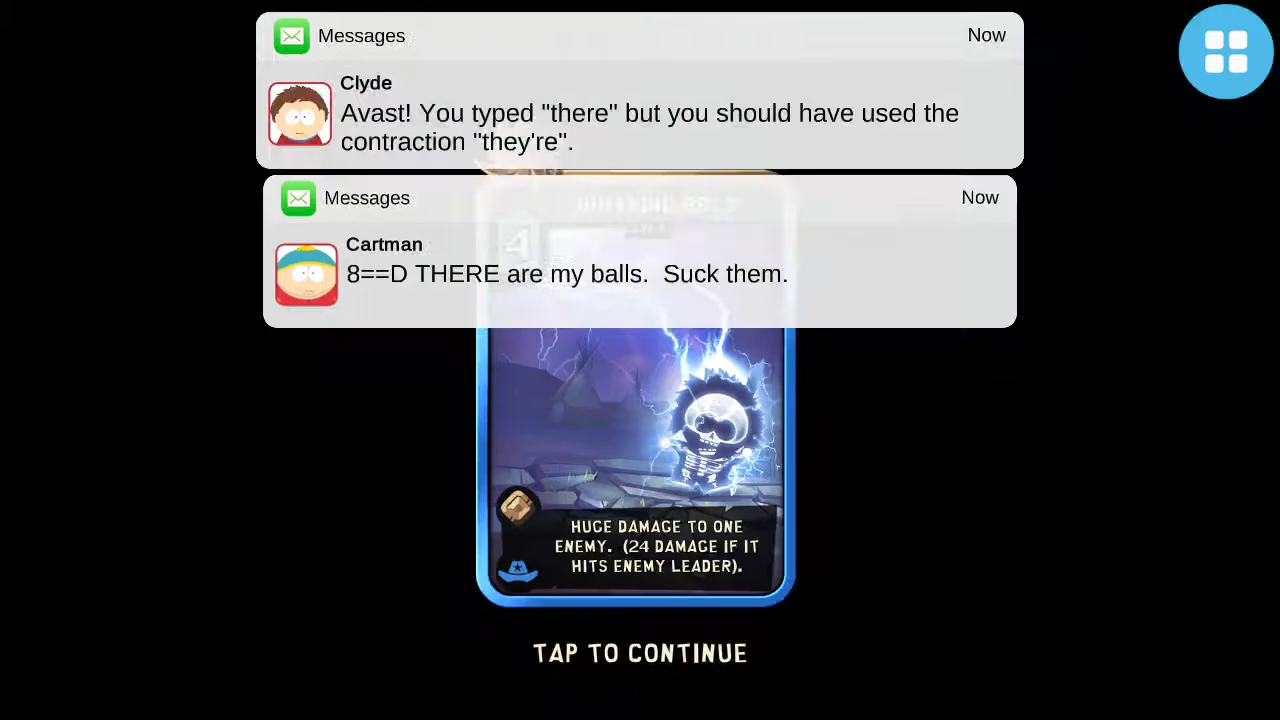 Messages
Now
Clyde
Avast! You typed "there" but you should have used the
contraction "they're".
Messages
Now
Cartman
8==D THERE are my balls.  Suck them.
4
HUGE DAMAGE TO ONE
ENEMY. (24 DAMAGE IF IT
HITS ENEMY LEADER).
TAP TO CONTINUE